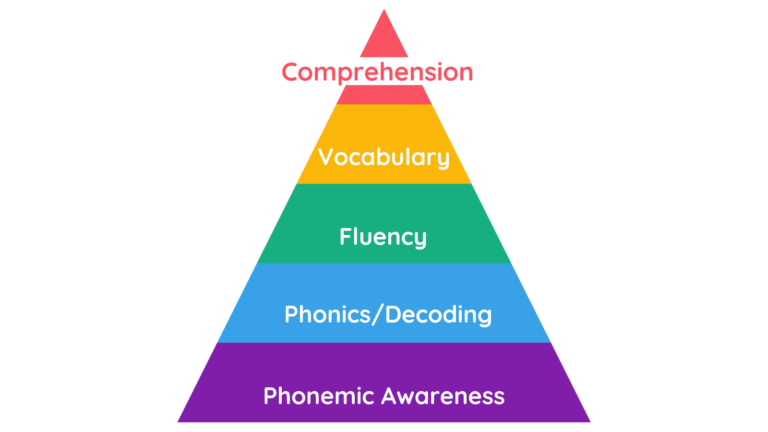 Comprehension
Vocabulary
Fluency
Phonics/Decoding
Phonemic Awareness